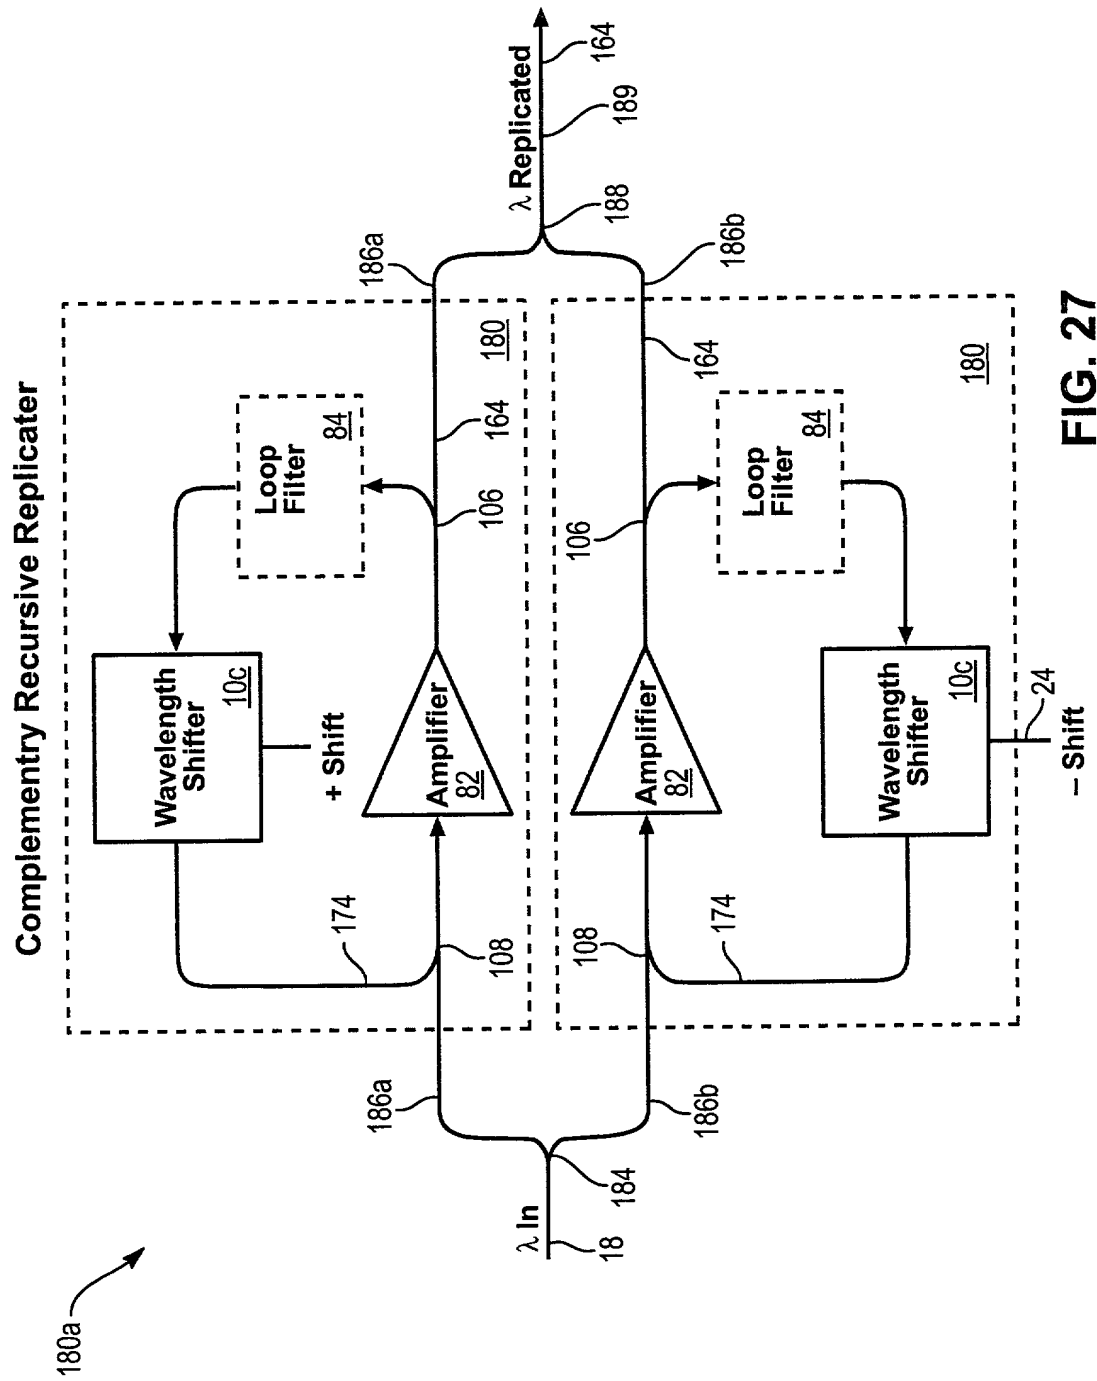 Complementry Recursive Replicater
180a
Wavelength
Shifter
10c
+ Shift
174
Loop
Filter
84
Amplifier
82
108
106
164
180
186a
186a
λ In
18
184
λ Replicated
188
189
164
186b
186b
108
106
164
Amplifier
82
174
Loop
Filter
84
Wavelength
Shifter
10c
180
24
– Shift
FIG. 27